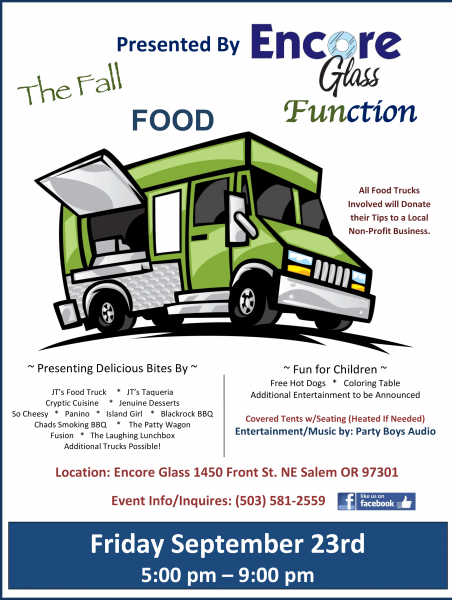 Presented By Encore
Glass
The Fall
FOOD
Function
All Food Trucks
Involved will Donate
their Tips to a Local
Non-Profit Business.
~ Presenting Delicious Bites By ~
JT's Food Truck * JT's Taqueria
Cryptic Cuisine * Jenuine Desserts
So Cheesy * Panino * Island Girl * Blackrock BBQ
Chads Smoking BBQ * The Patty Wagon
Fusion * The Laughing Lunchbox
Additional Trucks Possible!
~ Fun for Children ~
Free Hot Dogs * Coloring Table
Additional Entertainment to be Announced
Covered Tents w/Seating (Heated If Needed)
Entertainment/Music by: Party Boys Audio
Location: Encore Glass 1450 Front St. NE Salem OR 97301
Event Info/Inquires: (503) 581-2559
like us on
facebook
Friday September 23rd
5:00 pm – 9:00 pm